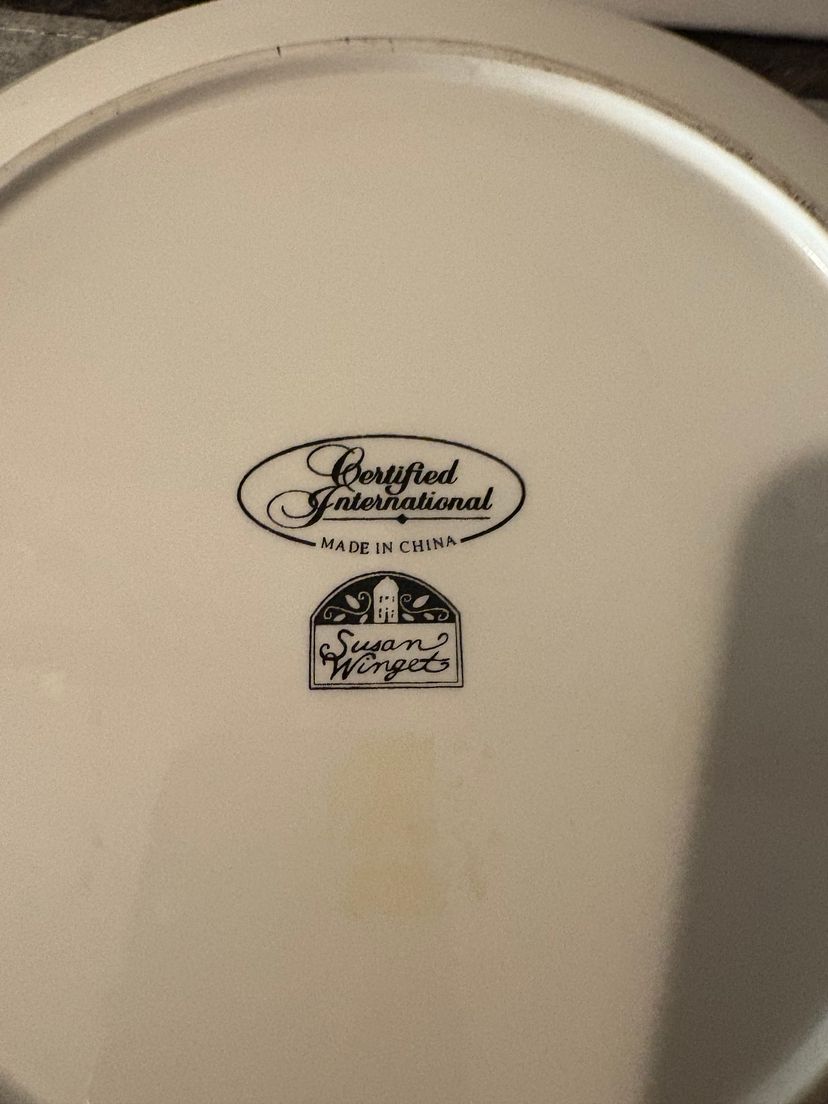 Certified
International
MADE IN CHINA
Susan
Winget